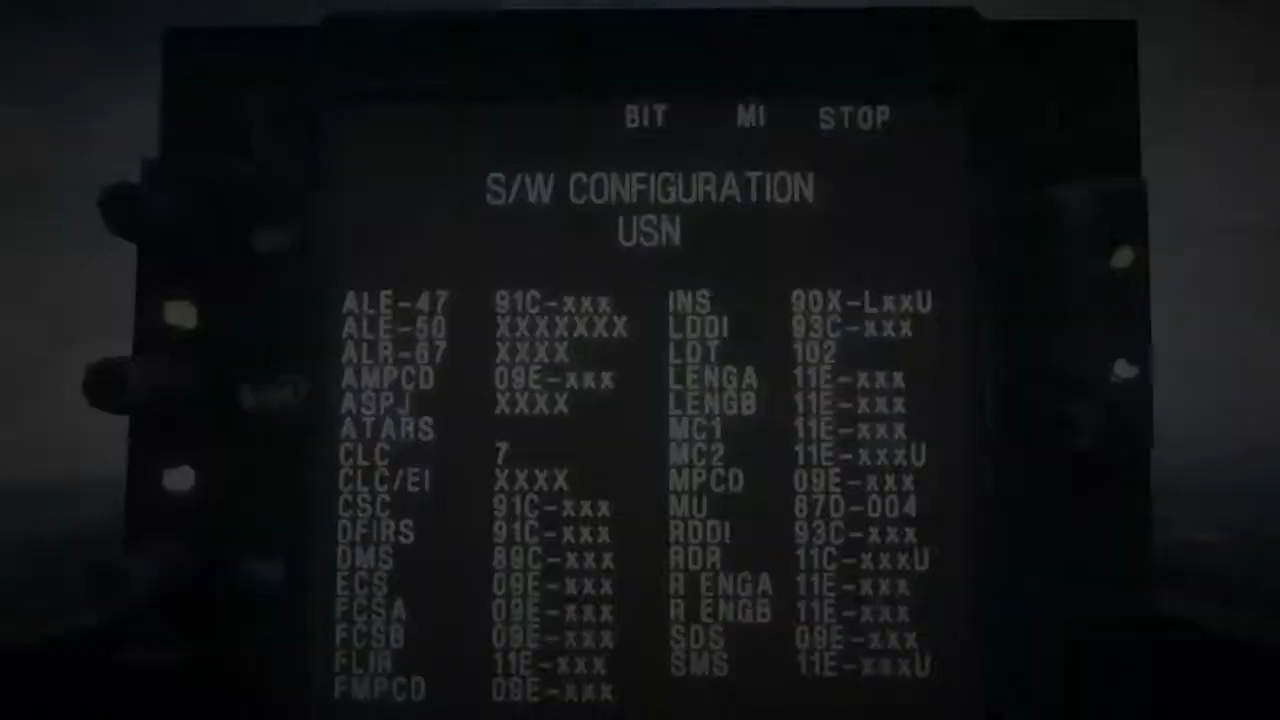 BIT MI STOP
S/W CONFIGURATION
USN
ALE-47 91C-xxx INS 90X-LxxU
ALE-50 XXXXXXX LDDI 93C-xxx
ALR-67 XXXX LDT 102
AMPCD 09E-xxx LENGA 11E-xxx
ASPJ XXXX LENGB 11E-xxx
ATARS MC1 11E-xxx
CLC 7 MC2 11E-xxxU
CLC/EI XXXX MPCD 09E-xxx
CSC 91C-xxx MU 87D-004
DFIRS 91C-xxx RDDI 93C-xxx
DMS 89C-xxx RDR 11C-xxxU
ECS 09E-xxx R ENGA 11E-xxx
FCSA 09E-xxx R ENGB 11E-xxx
FCSB 09E-xxx SDS 09E-xxx
FLIR 11E-xxx SMS 11E-xxxU
FMPCD 09E-xxx